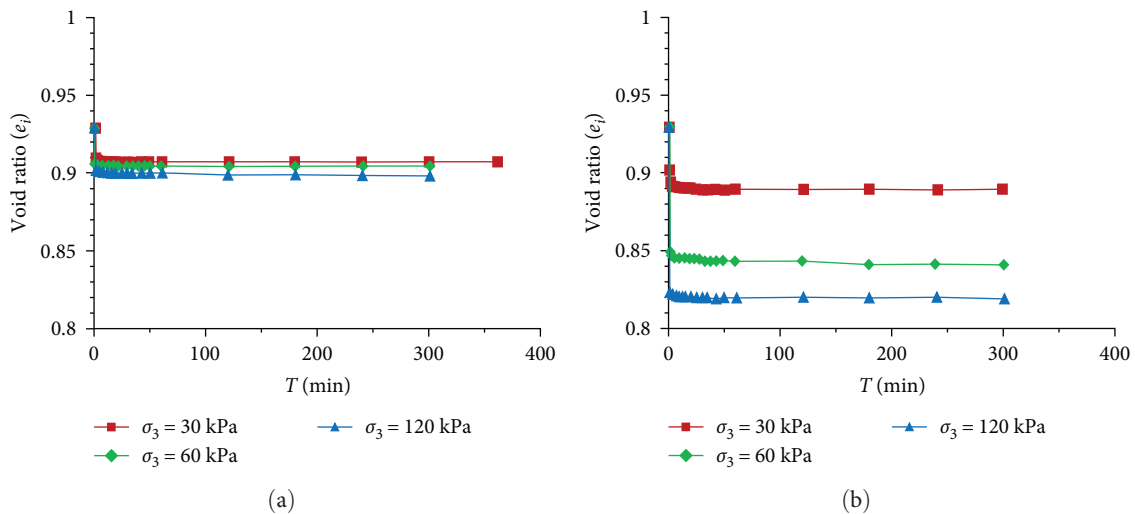 1
0.95
0.9
0.85
0.8
Void ratio (e_i)
0 100 200 300 400
T (min)
σ3 = 30 kPa σ3 = 120 kPa
σ3 = 60 kPa
(a)
1
0.95
0.9
0.85
0.8
Void ratio (e_i)
0 100 200 300 400
T (min)
σ3 = 30 kPa σ3 = 120 kPa
σ3 = 60 kPa
(b)